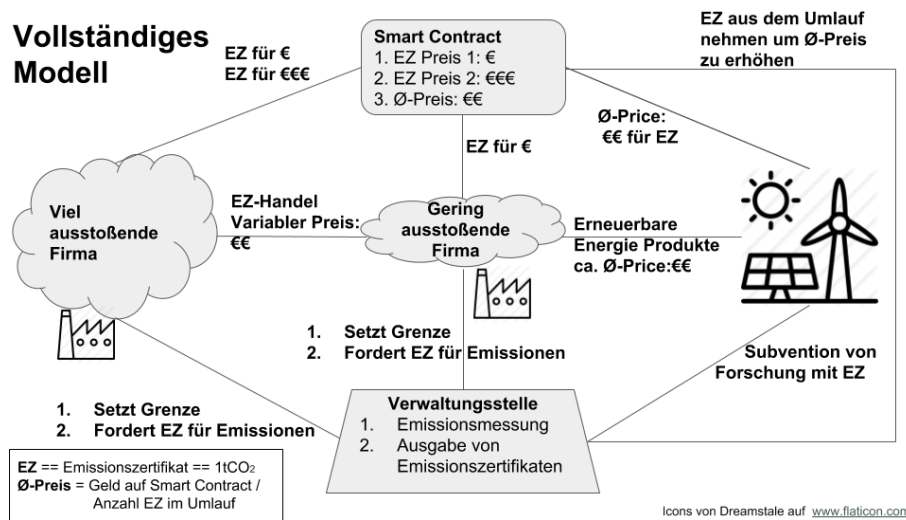 Vollständiges
Modell
EZ für €
EZ für €€€
Smart Contract
1. EZ Preis 1: €
2. EZ Preis 2: €€€
3. Ø-Preis: €€
EZ aus dem Umlauf
nehmen um Ø-Preis
zu erhöhen
Ø-Price:
€€ für EZ
EZ für €
Viel
ausstoßende
Firma
EZ-Handel
Variabler Preis:
€€
Gering
ausstoßende
Firma
Erneuerbare
Energie Produkte
ca. Ø-Price:€€
1. Setzt Grenze
2. Fordert EZ für Emissionen
Subvention von
Forschung mit EZ
1. Setzt Grenze
2. Fordert EZ für Emissionen
Verwaltungsstelle
1. Emissionsmessung
2. Ausgabe von
Emissionszertifikaten
EZ == Emissionszertifikat == 1tCO₂
Ø-Preis = Geld auf Smart Contract /
Anzahl EZ im Umlauf
Icons von Dreamstale auf www.flaticon.com